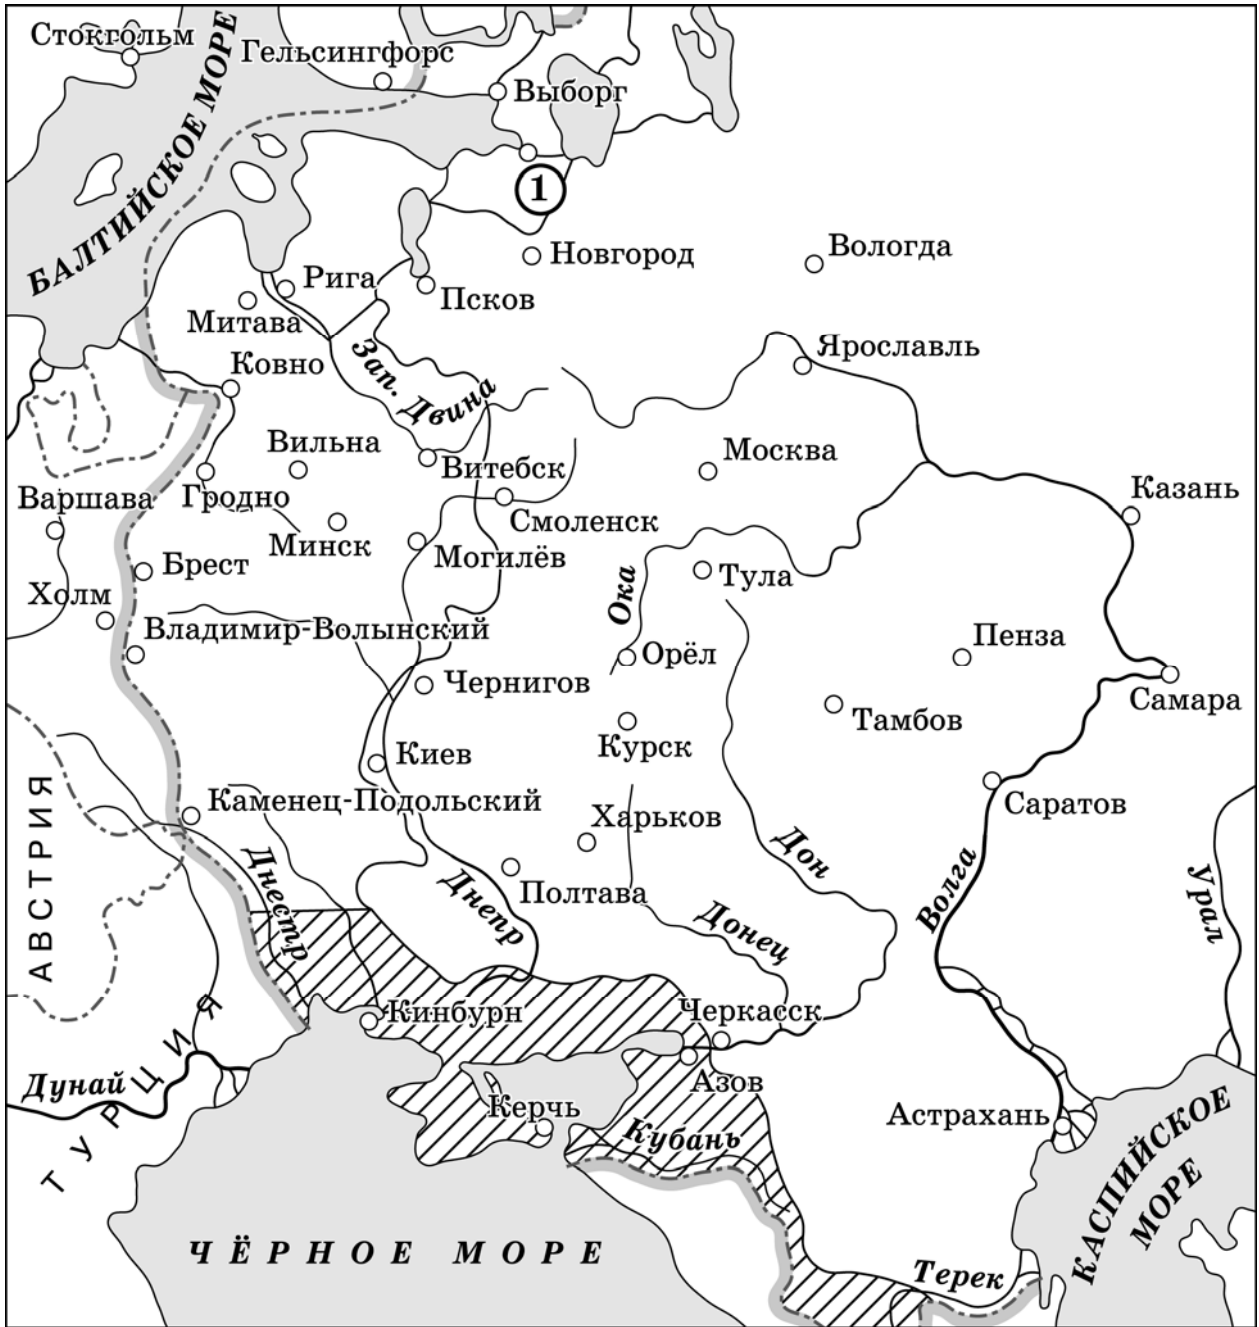 Стокгольм
Гельсингфорс
Выборг
БАЛТИЙСКОЕ МОРЕ
1
Новгород
Вологда
Рига
Псков
Митава
Ярославль
Ковно
Зап. Двина
Вильна
Витебск
Москва
Варшава
Гродно
Казань
Смоленск
Минск
Могилёв
Брест
Тула
Ока
Холм
Владимир-Волынский
Пенза
Орёл
Чернигов
Самара
Тамбов
Курск
Киев
Каменец-Подольский
Саратов
Харьков
АВСТРИЯ
Днестр
Дон
Полтава
Днепр
Волга
Урал
Донец
Кинбурн
Черкасск
ТУРЦИЯ
Дунай
Азов
Керчь
Астрахань
Кубань
КАСПИЙСКОЕ
МОРЕ
ЧЁРНОЕ МОРЕ
Терек